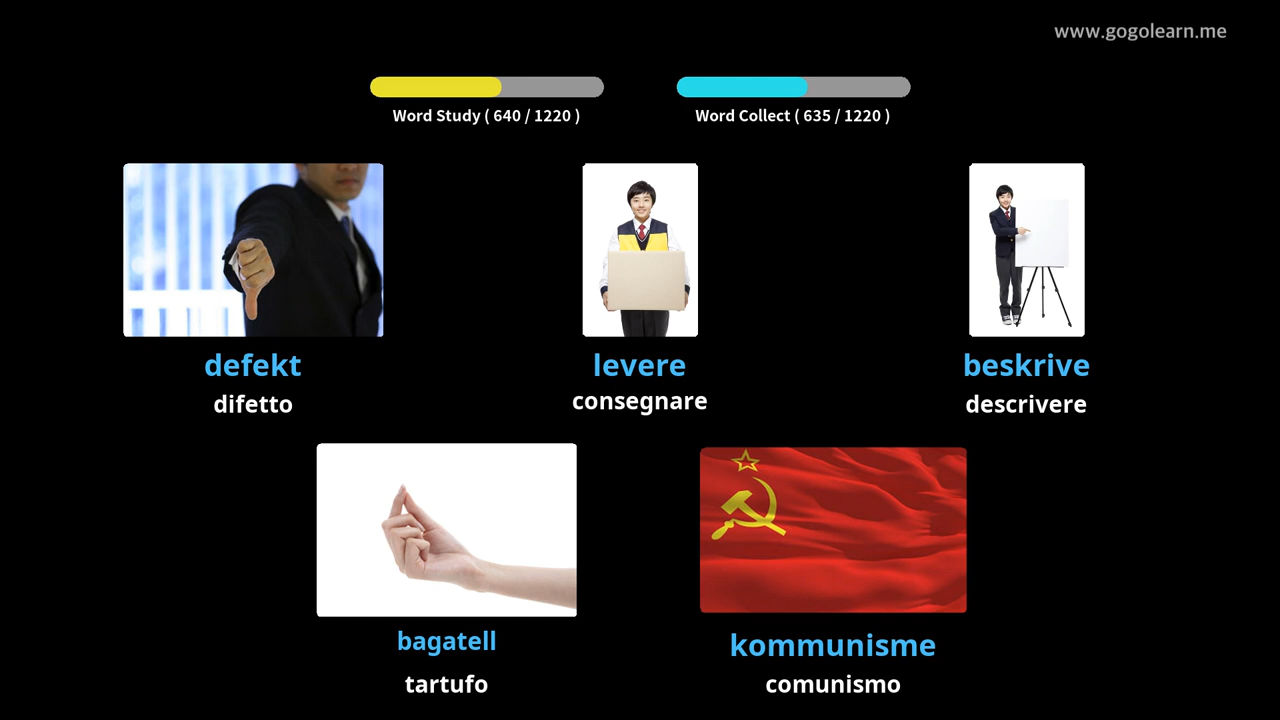 www.gogolearn.me
Word Study ( 640 / 1220 )
Word Collect ( 635 / 1220 )
defekt
difetto
levere
consegnare
beskrive
descrivere
bagatell
tartufo
kommunisme
comunismo